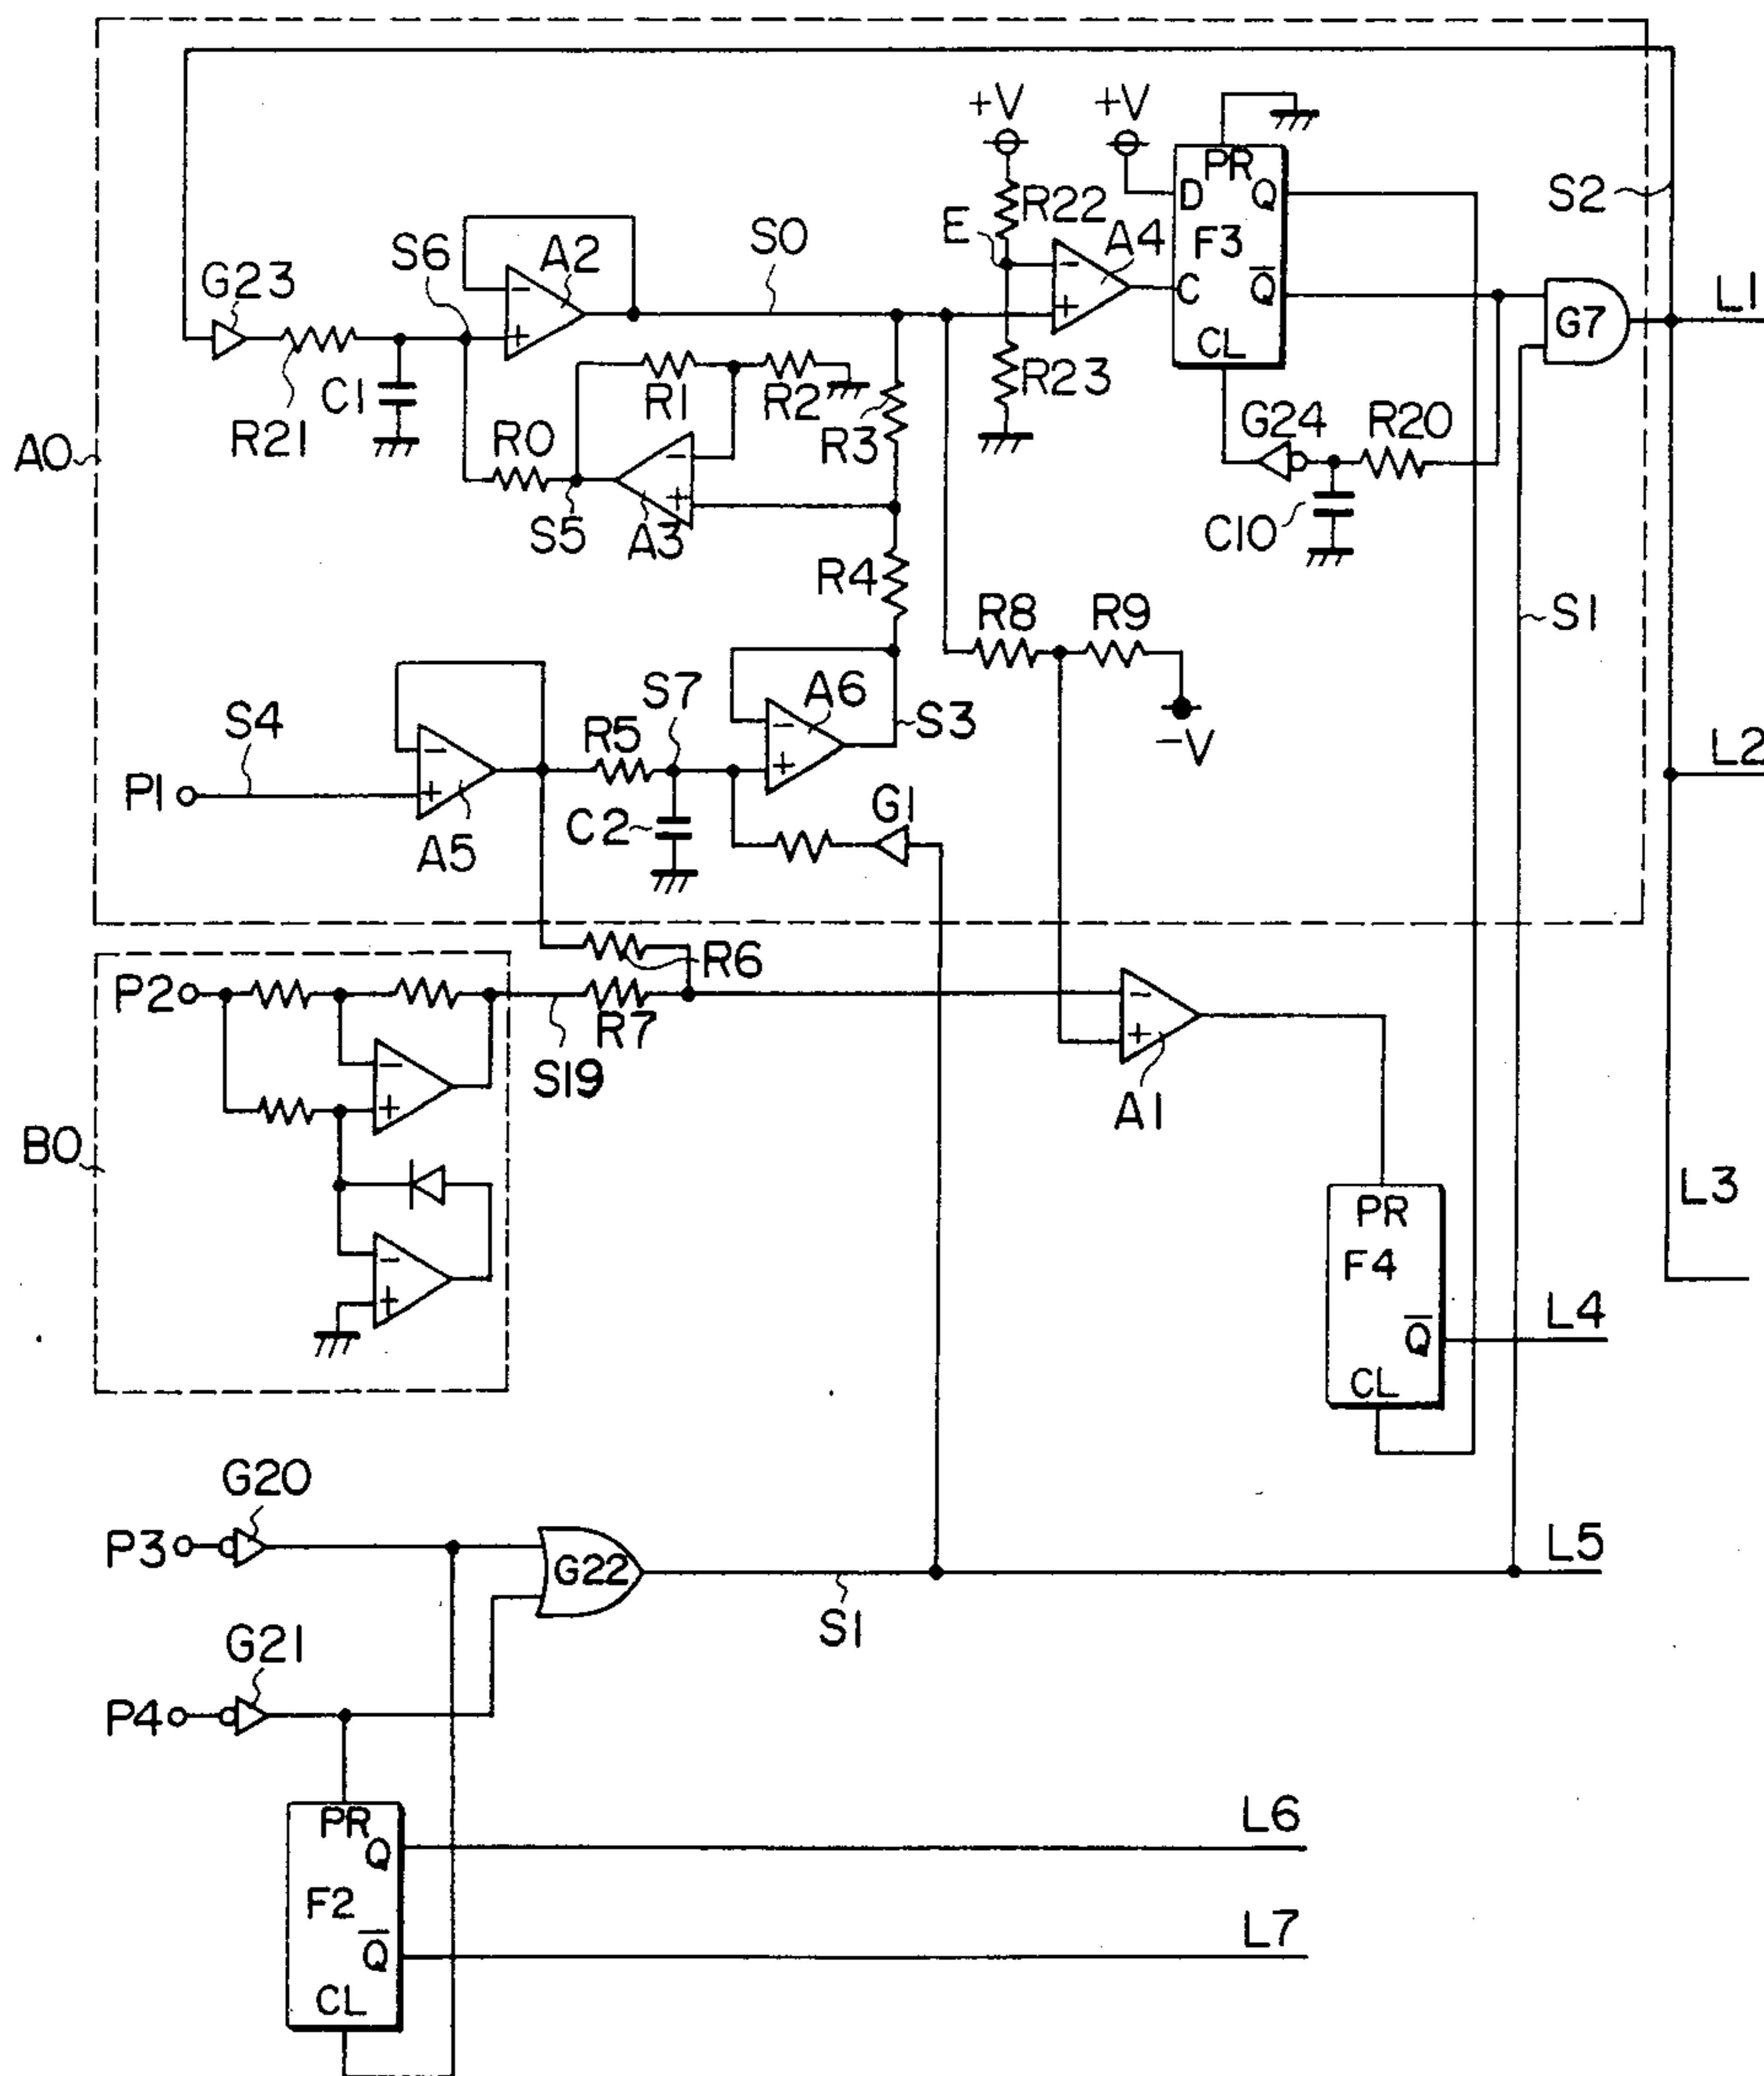 +V +V
PR
D Q
S2
R22
E
A4
F3
S0
S6
A2
G23
-
-
C Q̅
L1
+
+
G7
CL
C1
R1
R2
R23
G24
R20
R21
R3
A0
R0
-
+
S5
A3
C10
R4
R8
R9
S1
S7
A6
S4
R5
-
S3
-V
L2
-
P1
+
+
C2
G1
A5
R6
P2
R7
-
+
S19
-
+
A1
B0
L3
PR
F4
-
+
L4
Q̅
CL
G20
P3
G22
L5
S1
G21
P4
PR
Q
L6
F2
L7
Q̅
CL